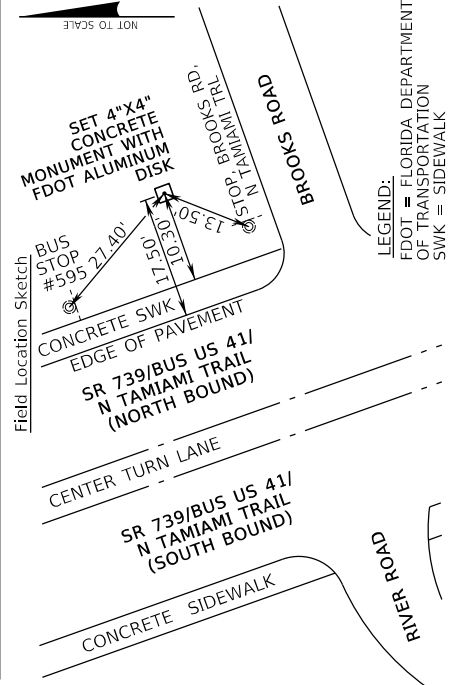 NOT TO SCALE
SET 4"X4"
CONCRETE
MONUMENT WITH
FDOT ALUMINUM
DISK
STOP, BROOKS RD,
N TAMIAMI TRL
BROOKS ROAD
LEGEND:
FDOT = FLORIDA DEPARTMENT
OF TRANSPORTATION
SWK = SIDEWALK
Field Location Sketch
BUS
STOP
#595
27.40'
17.50'
10.30'
13.50'
CONCRETE SWK
EDGE OF PAVEMENT
SR 739/BUS US 41/
N TAMIAMI TRAIL
(NORTH BOUND)
CENTER TURN LANE
SR 739/BUS US 41/
N TAMIAMI TRAIL
(SOUTH BOUND)
CONCRETE SIDEWALK
RIVER ROAD